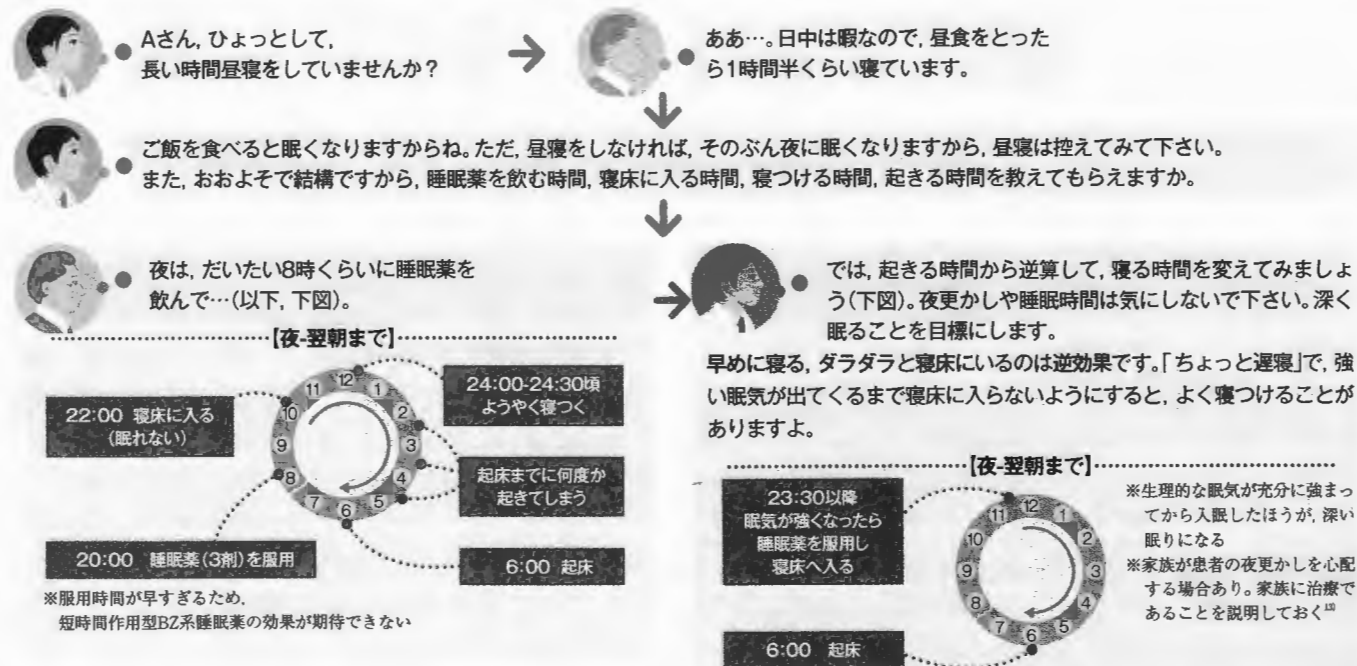 Aさん，ひょっとして，
長い時間昼寝をしていませんか？
ああ…。日中は暇なので，昼食をとった
ら1時間半くらい寝ています。
ご飯を食べると眠くなりますからね。ただ，昼寝をしなければ，そのぶん夜に眠くなりますから，昼寝は控えてみて下さい。
また，おおよそで結構ですから，睡眠薬を飲む時間，寝床に入る時間，寝つける時間，起きる時間を教えてもらえますか。
夜は，だいたい8時くらいに睡眠薬を
飲んで…(以下，下図)。
【夜-翌朝まで】
22:00 寝床に入る
(眠れない)
24:00-24:30頃
ようやく寝つく
起床までに何度か
起きてしまう
20:00 睡眠薬(3剤)を服用
6:00 起床
12
1
2
3
4
5
6
7
8
9
10
11
※服用時間が早すぎるため，
短時間作用型BZ系睡眠薬の効果が期待できない
では，起きる時間から逆算して，寝る時間を変えてみましょ
う(下図)。夜更かしや睡眠時間は気にしないで下さい。深く
眠ることを目標にします。
早めに寝る，ダラダラと寝床にいるのは逆効果です。「ちょっと遅寝」で，強
い眠気が出てくるまで寝床に入らないようにすると，よく寝つけることが
ありますよ。
【夜-翌朝まで】
23:30以降
眠気が強くなったら
睡眠薬を服用し
寝床へ入る
6:00 起床
12
1
2
3
4
5
6
7
8
9
10
11
※生理的な眠気が充分に強まっ
てから入眠したほうが，深い
眠りになる
※家族が患者の夜更かしを心配
する場合あり。家族に治療で
あることを説明しておく